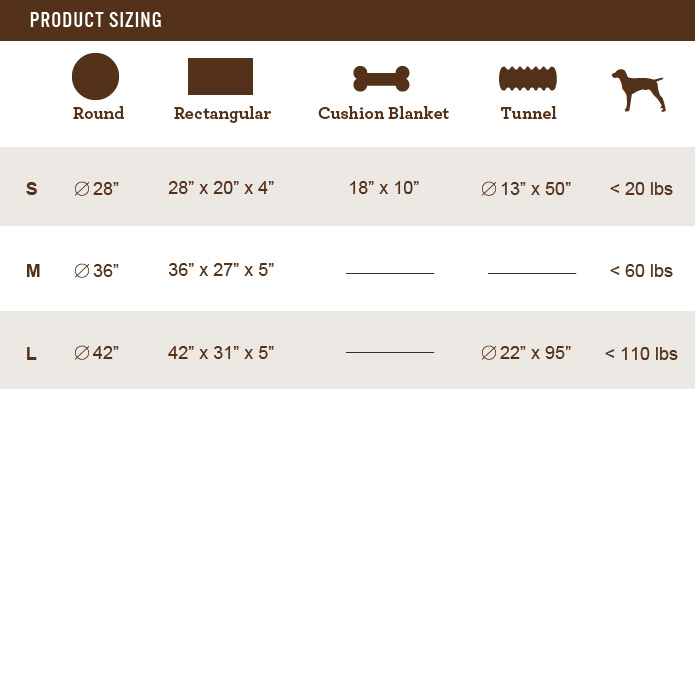 PRODUCT SIZING
Round Rectangular Cushion Blanket Tunnel
S ∅ 28” 28” x 20” x 4” 18” x 10” ∅ 13” x 50” < 20 lbs
M ∅ 36” 36” x 27” x 5” < 60 lbs
L ∅ 42” 42” x 31” x 5” ∅ 22” x 95” < 110 lbs